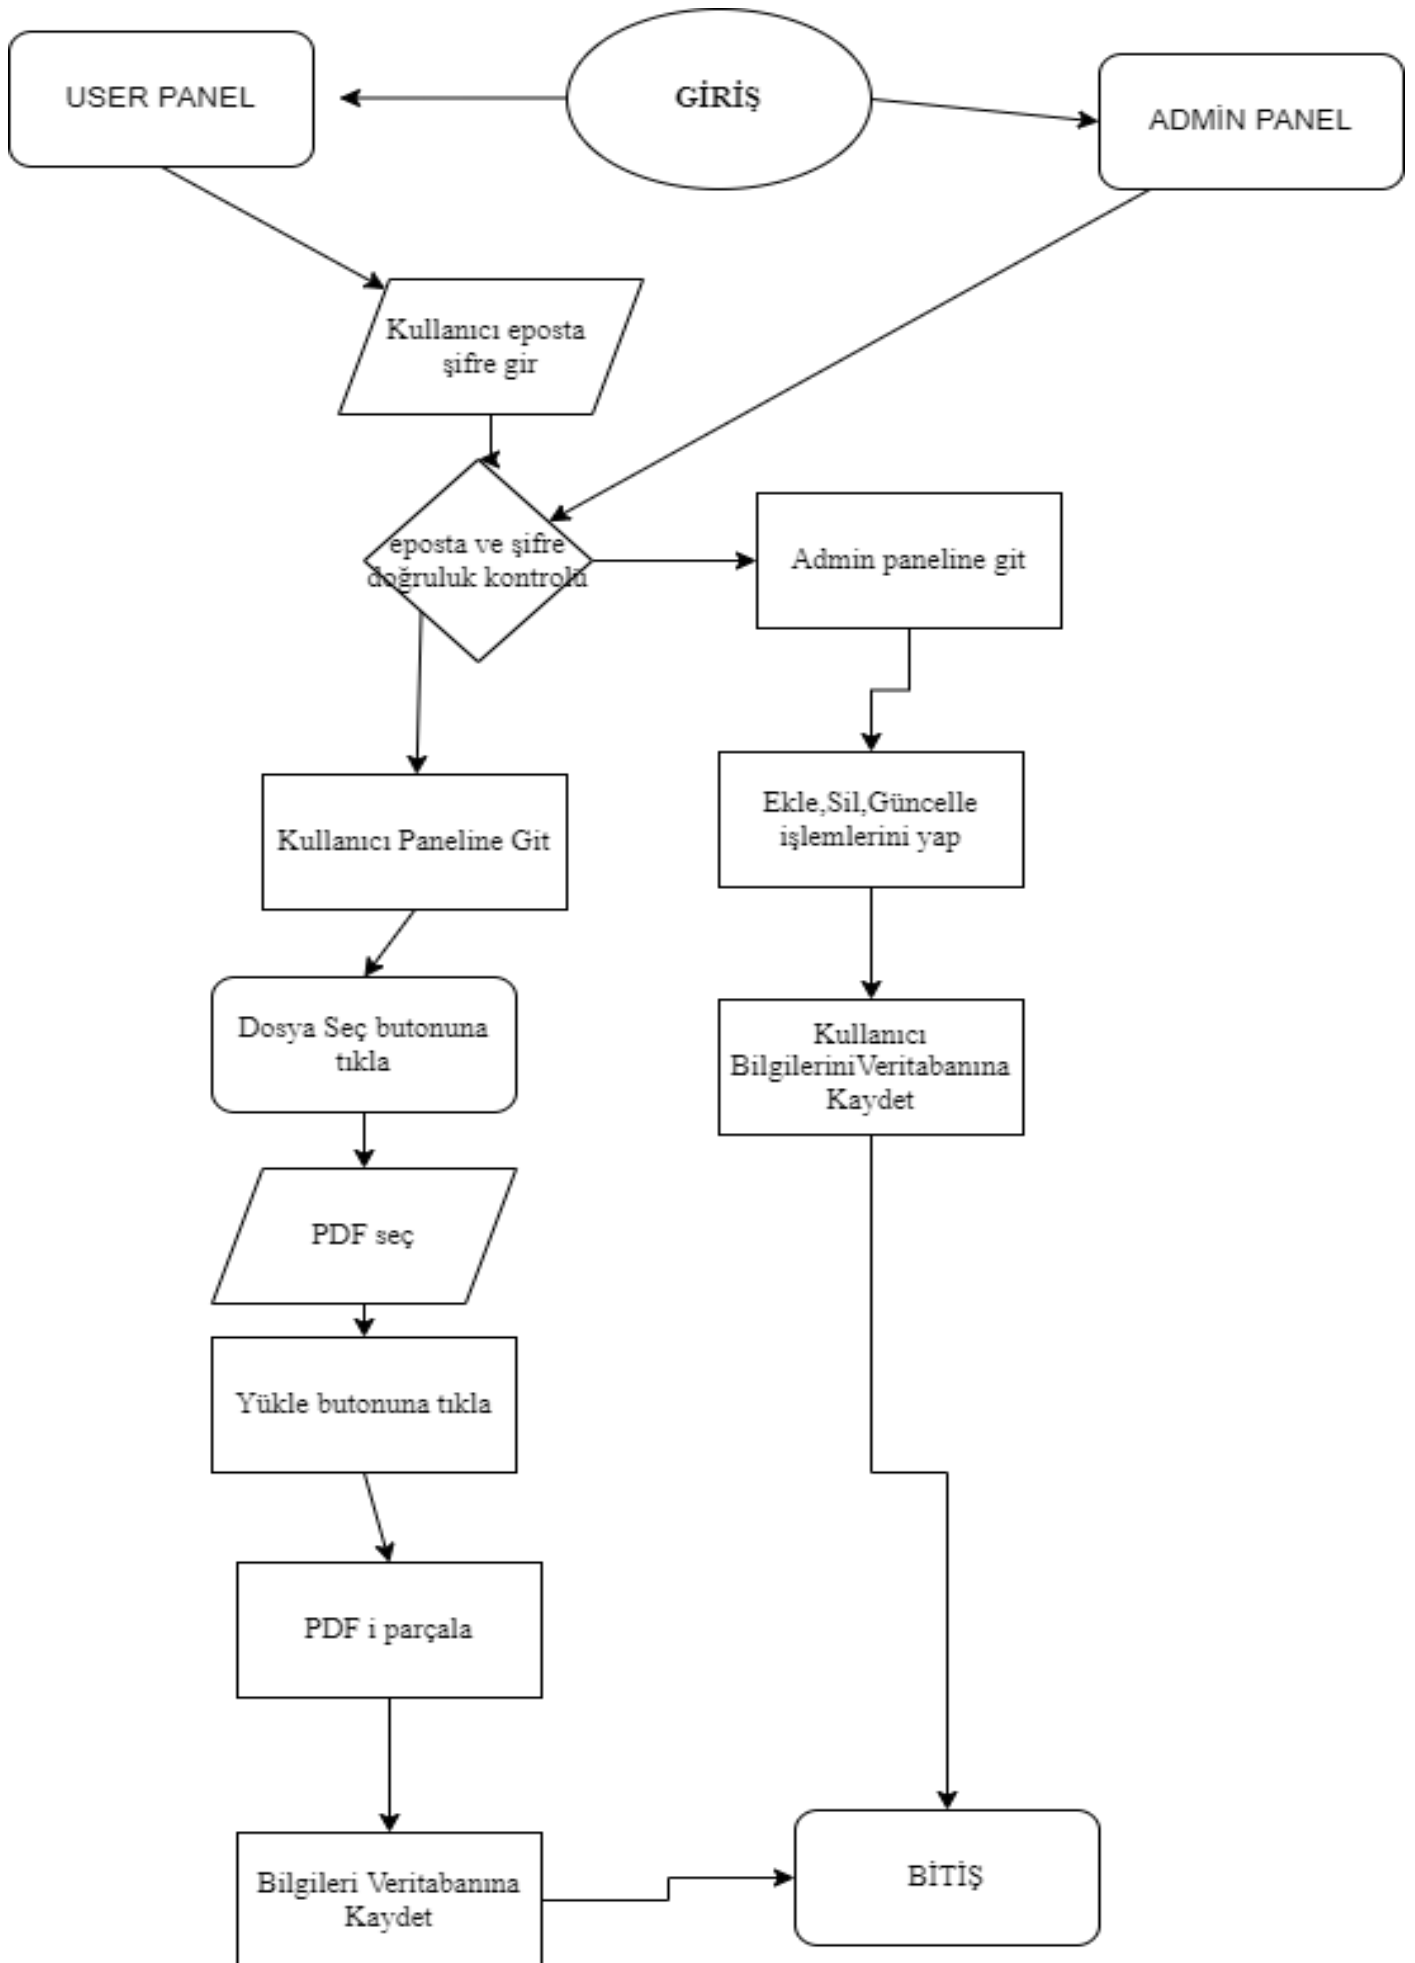 USER PANEL
GİRİŞ
ADMİN PANEL
Kullanıcı eposta
şifre gir
eposta ve şifre
doğruluk kontrolü
Admin paneline git
Kullanıcı Paneline Git
Ekle,Sil,Güncelle
işlemlerini yap
Dosya Seç butonuna
tıkla
Kullanıcı
BilgileriniVeritabanına
Kaydet
PDF seç
Yükle butonuna tıkla
PDF i parçala
Bilgileri Veritabanına
Kaydet
BİTİŞ